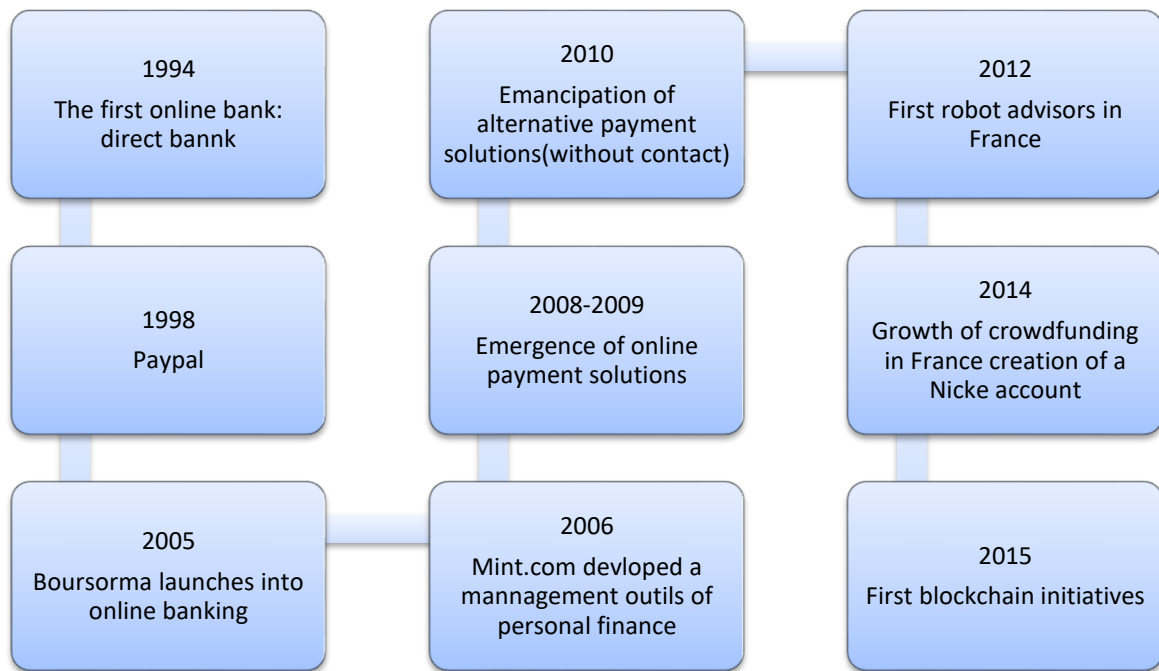 1994
The first online bank:
direct bannk
1998
Paypal
2005
Boursorma launches into
online banking
2006
Mint.com devloped a
mannagement outils of
personal finance
2008-2009
Emergence of online
payment solutions
2010
Emancipation of
alternative payment
solutions(without contact)
2012
First robot advisors in
France
2014
Growth of crowdfunding
in France creation of a
Nicke account
2015
First blockchain initiatives